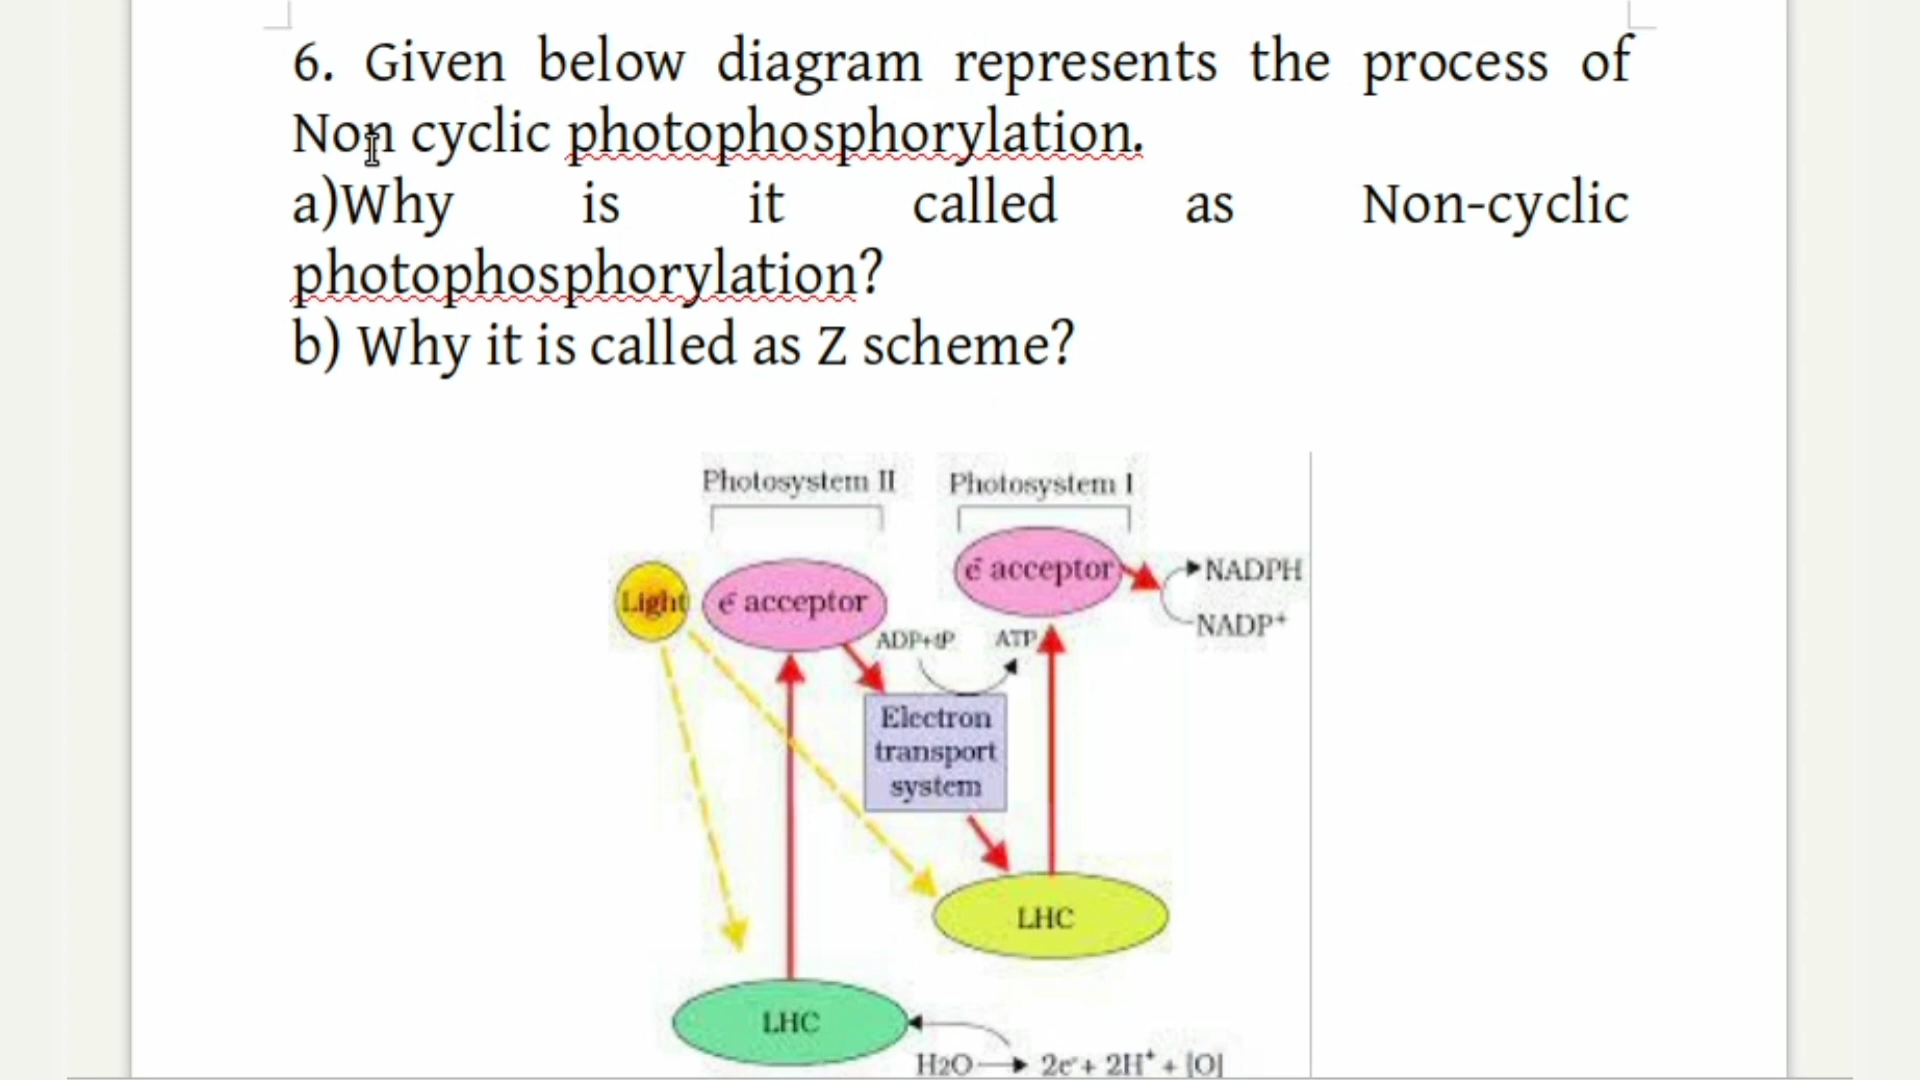 6. Given below diagram represents the process of
Non cyclic photophosphorylation.
a)Why is it called as Non-cyclic
photophosphorylation?
b) Why it is called as Z scheme?
Photosystem II
Photosystem I
Light
e⁻ acceptor
e⁻ acceptor
NADPH
NADP⁺
ADP+iP
ATP
Electron
transport
system
LHC
LHC
H2O → 2e⁻+ 2H⁺ + [O]